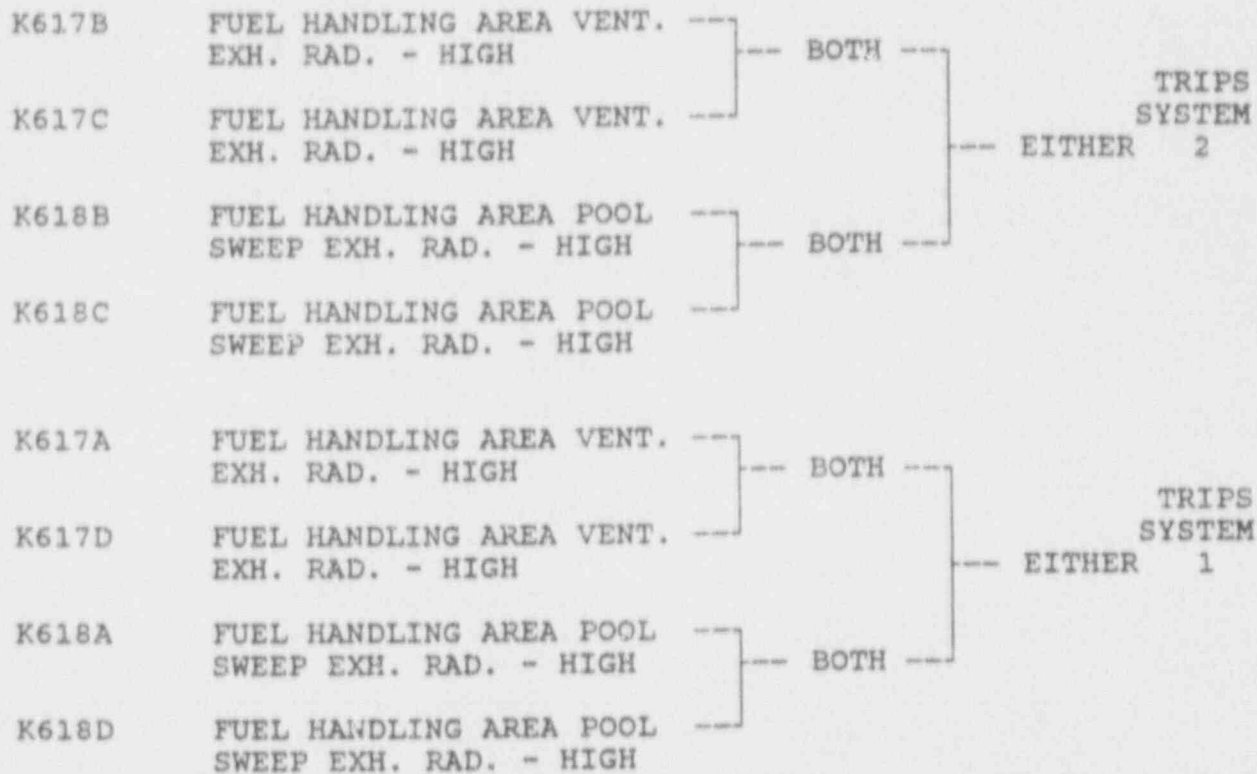 K617B FUEL HANDLING AREA VENT.
EXH. RAD. - HIGH
BOTH
K617C FUEL HANDLING AREA VENT.
EXH. RAD. - HIGH
K618B FUEL HANDLING AREA POOL
SWEEP EXH. RAD. - HIGH
BOTH
K618C FUEL HANDLING AREA POOL
SWEEP EXH. RAD. - HIGH
EITHER
TRIPS
SYSTEM
2
K617A FUEL HANDLING AREA VENT.
EXH. RAD. - HIGH
BOTH
K617D FUEL HANDLING AREA VENT.
EXH. RAD. - HIGH
K618A FUEL HANDLING AREA POOL
SWEEP EXH. RAD. - HIGH
BOTH
K618D FUEL HANDLING AREA POOL
SWEEP EXH. RAD. - HIGH
EITHER
TRIPS
SYSTEM
1